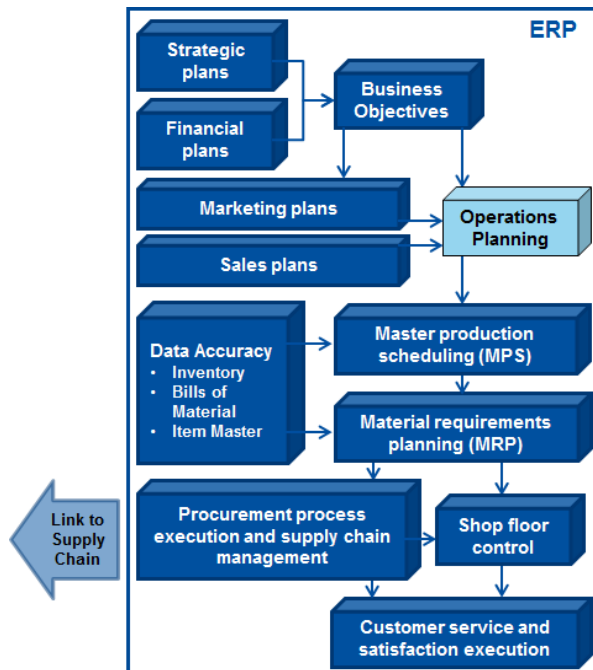 ERP
Strategic
plans
Business
Objectives
Financial
plans
Marketing plans
Operations
Planning
Sales plans
Data Accuracy
• Inventory
• Bills of
Material
• Item Master
Master production
scheduling (MPS)
Material requirements
planning (MRP)
Link to
Supply
Chain
Procurement process
execution and supply chain
management
Shop floor
control
Customer service and
satisfaction execution